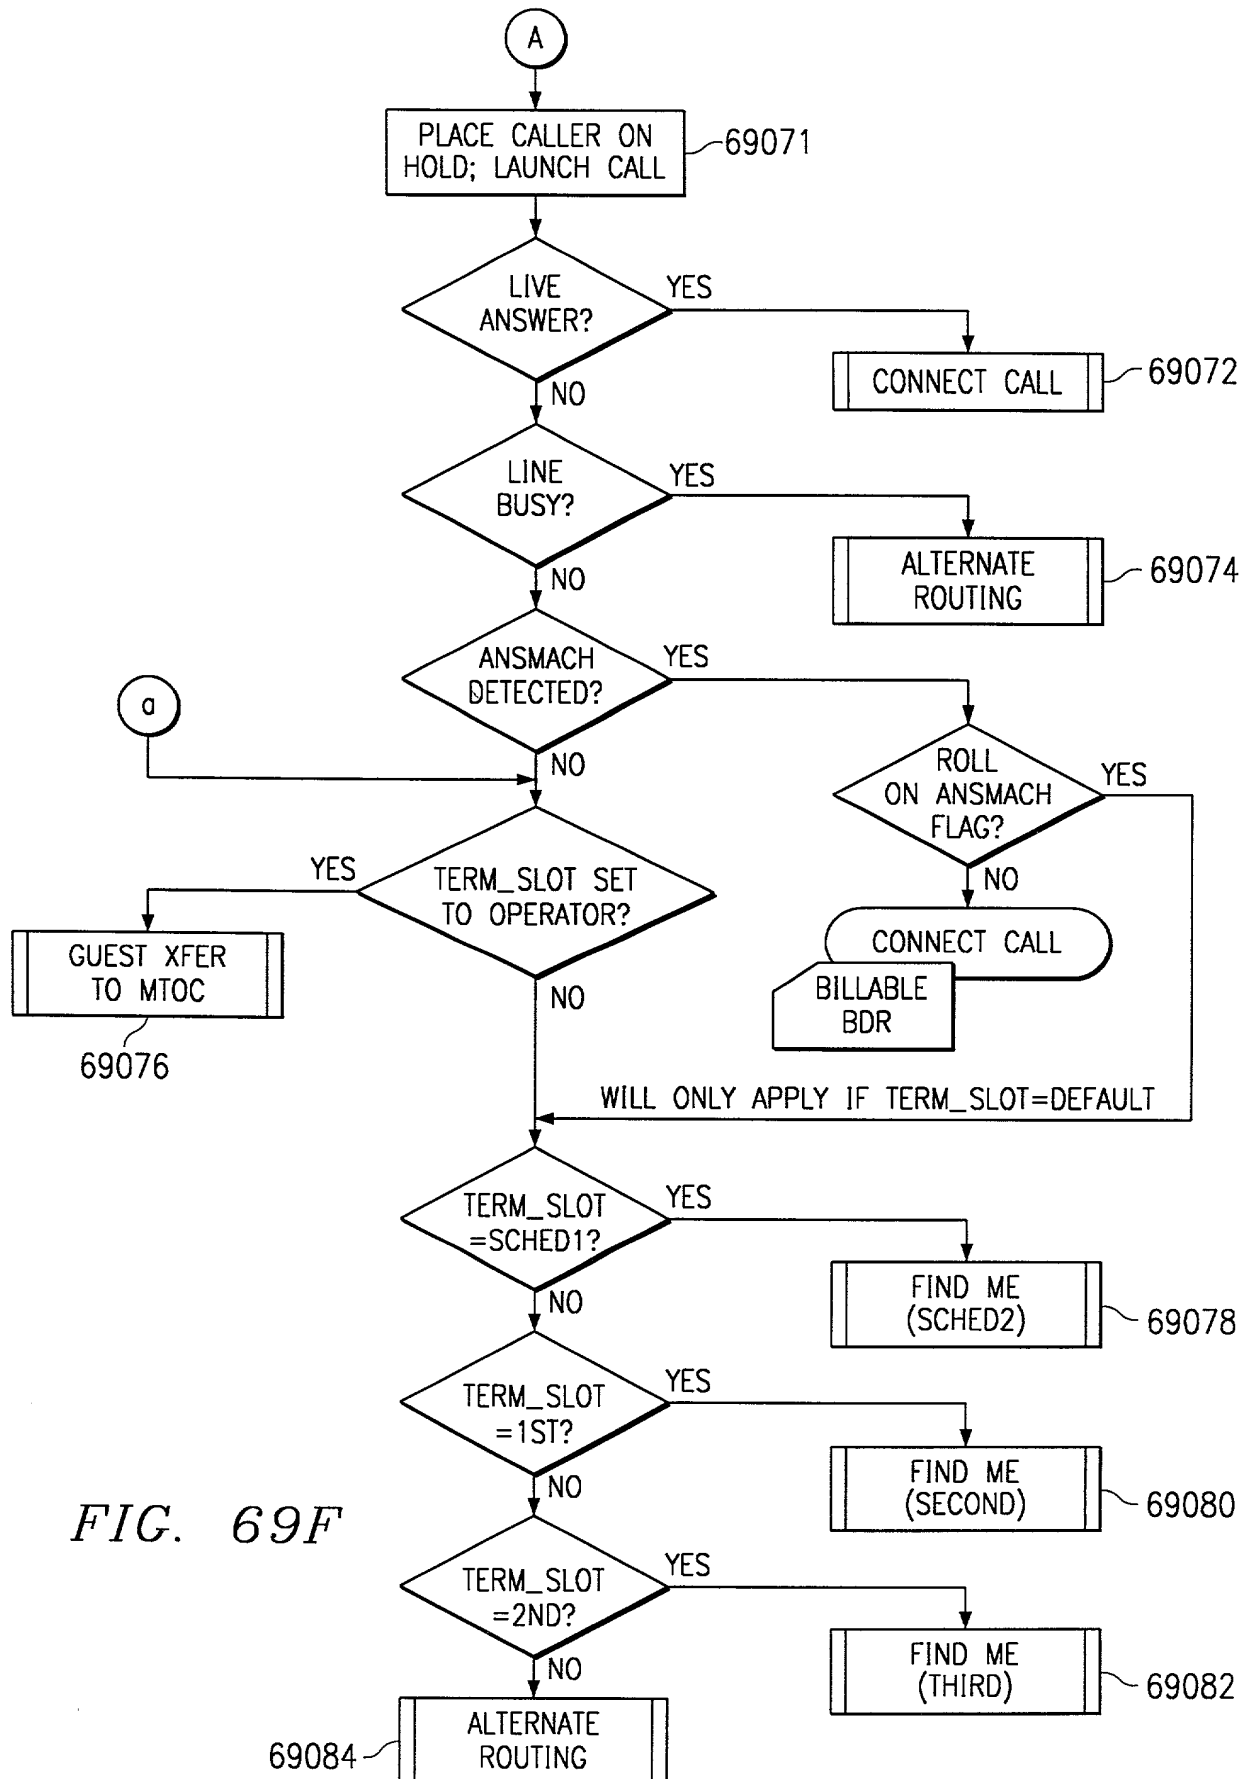 A
PLACE CALLER ON
HOLD; LAUNCH CALL
69071
LIVE
ANSWER?
YES
CONNECT CALL
69072
NO
LINE
BUSY?
YES
ALTERNATE
ROUTING
69074
NO
ANSMACH
DETECTED?
YES
a
NO
ROLL
ON ANSMACH
FLAG?
YES
NO
CONNECT CALL
BILLABLE
BDR
TERM_SLOT SET
TO OPERATOR?
YES
GUEST XFER
TO MTOC
69076
NO
WILL ONLY APPLY IF TERM_SLOT=DEFAULT
TERM_SLOT
=SCHED1?
YES
FIND ME
(SCHED2)
69078
NO
TERM_SLOT
=1ST?
YES
FIND ME
(SECOND)
69080
NO
FIG. 69F
TERM_SLOT
=2ND?
YES
FIND ME
(THIRD)
69082
NO
ALTERNATE
ROUTING
69084